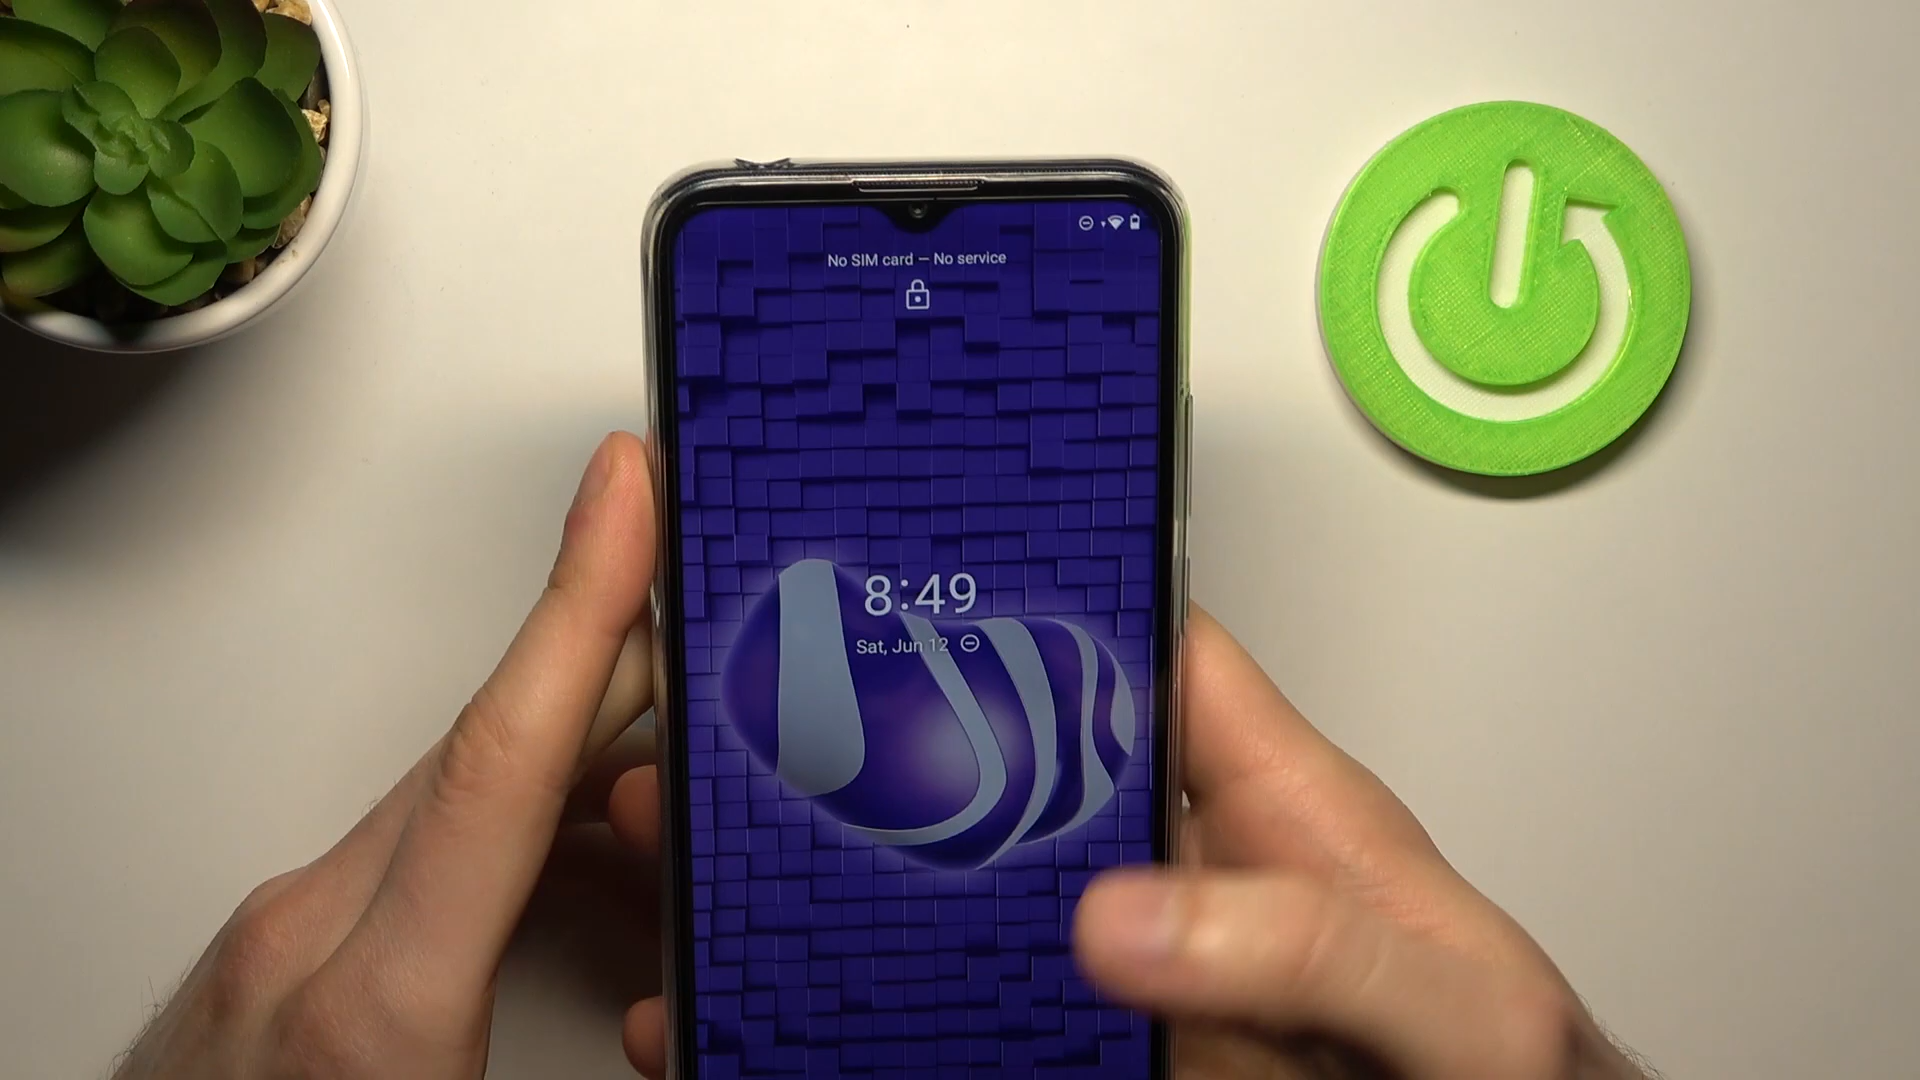 No SIM card — No service
8:49
Sat, Jun 12